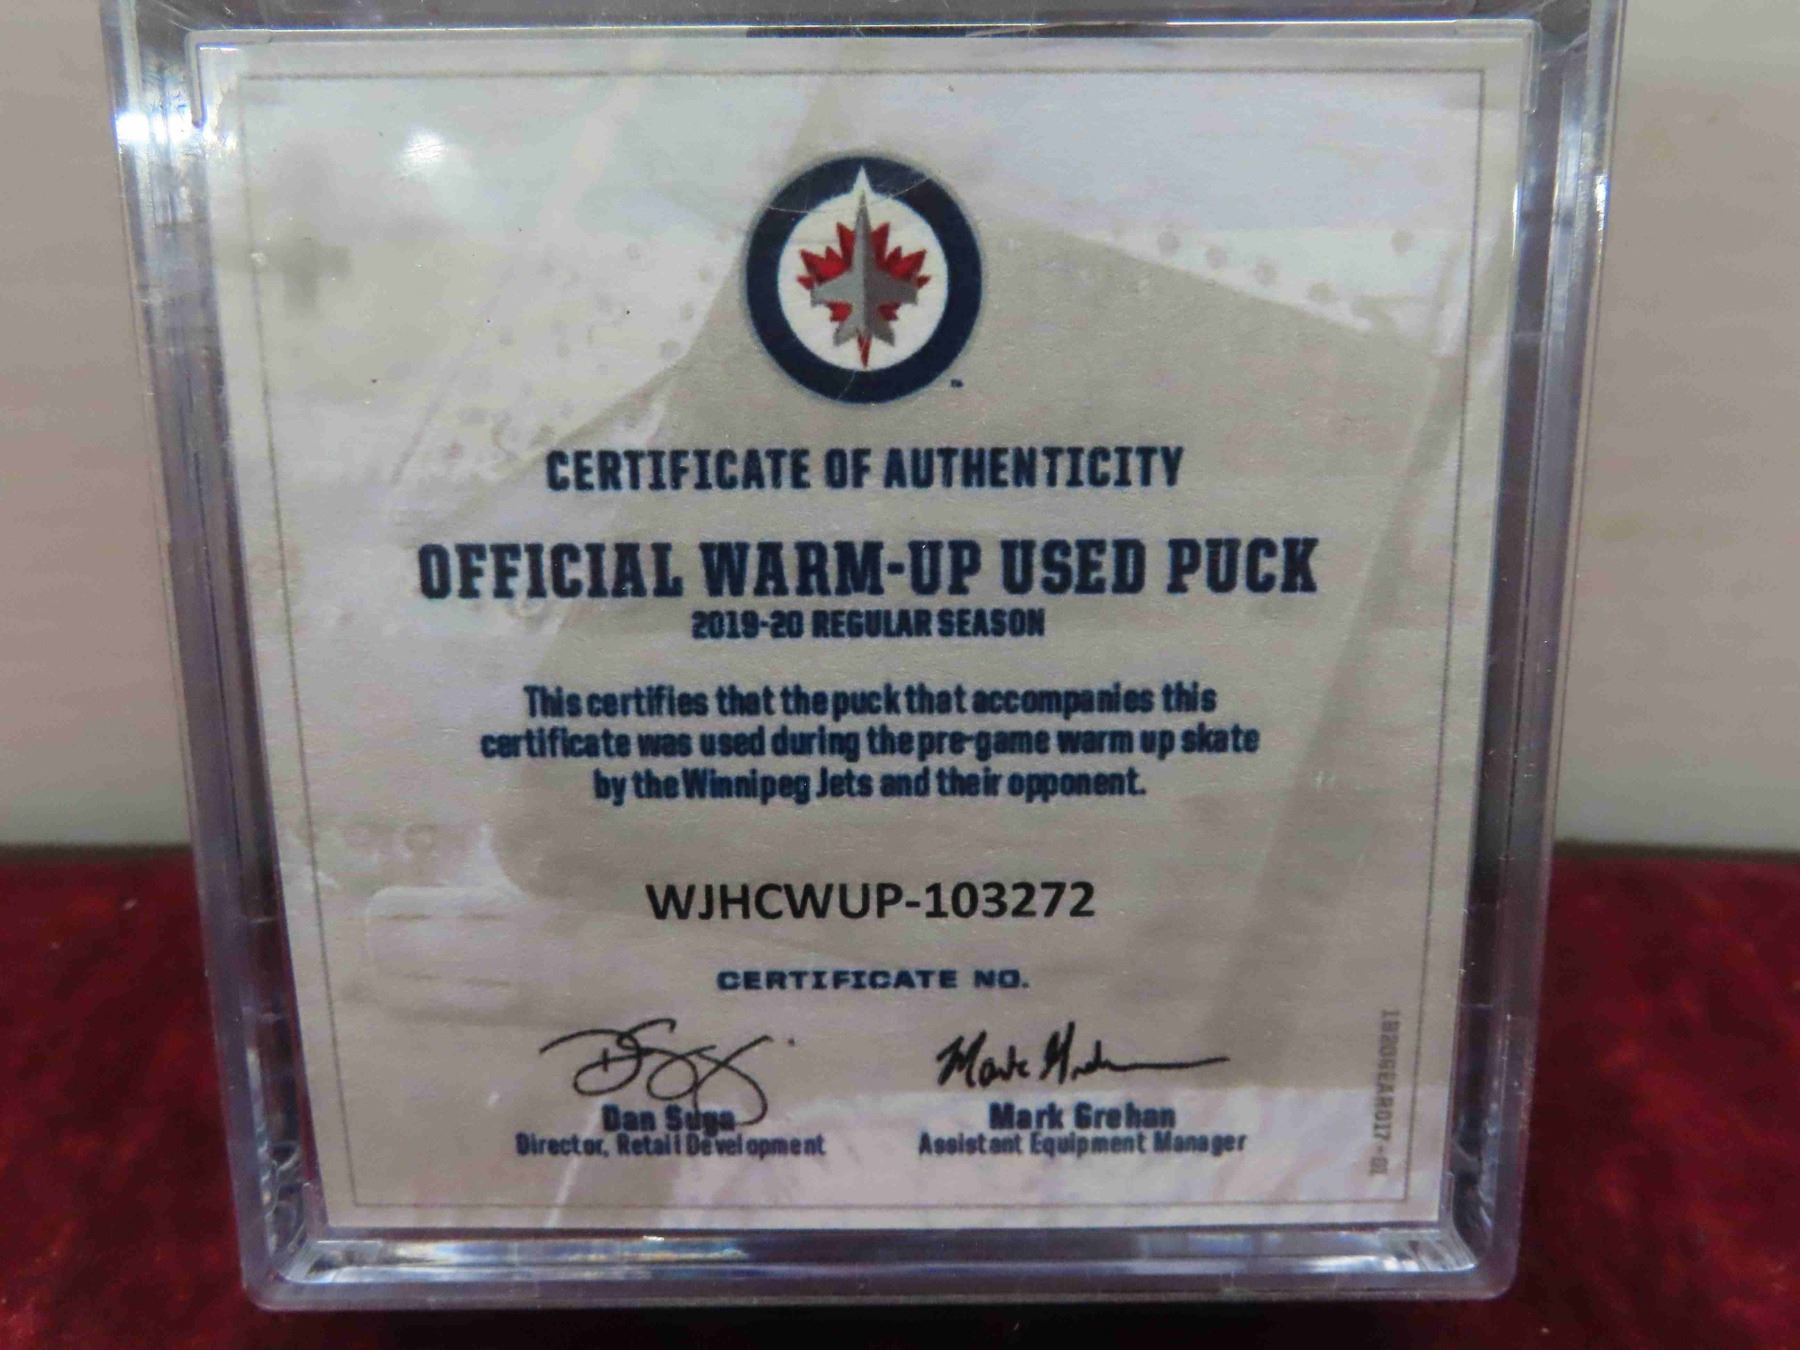 ™
CERTIFICATE OF AUTHENTICITY
OFFICIAL WARM-UP USED PUCK
2019-20 REGULAR SEASON
This certifies that the puck that accompanies this
certificate was used during the pre-game warm up skate
by the Winnipeg Jets and their opponent.
WJHCWUP-103272
CERTIFICATE NO.
Mark
Dan Suga
Director, Retail Development
Mark Grehan
Assistant Equipment Manager